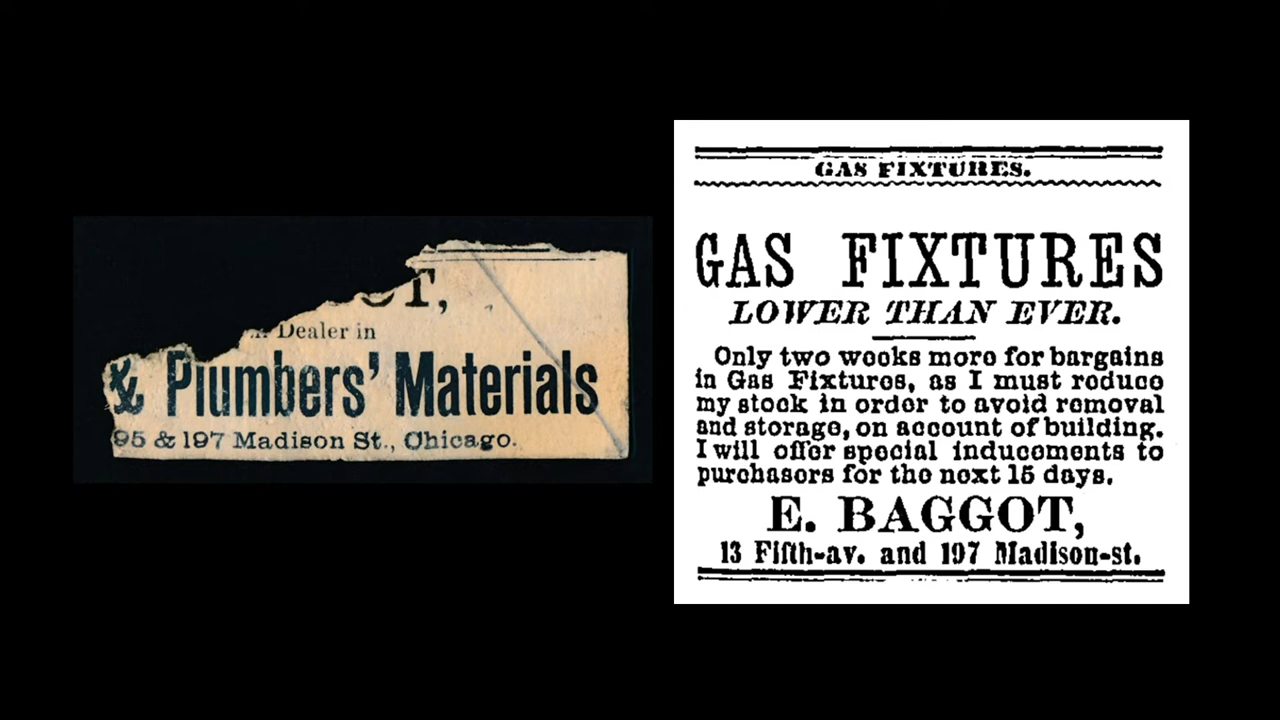 OT,
Dealer in
& Plumbers' Materials
95 & 197 Madison St., Chicago.
GAS FIXTURES.
GAS FIXTURES
LOWER THAN EVER.
Only two weeks more for bargains
in Gas Fixtures, as I must reduce
my stock in order to avoid removal
and storage, on account of building.
I will offer special inducements to
purchasers for the next 15 days.
E. BAGGOT,
13 Fifth-av. and 197 Madison-st.